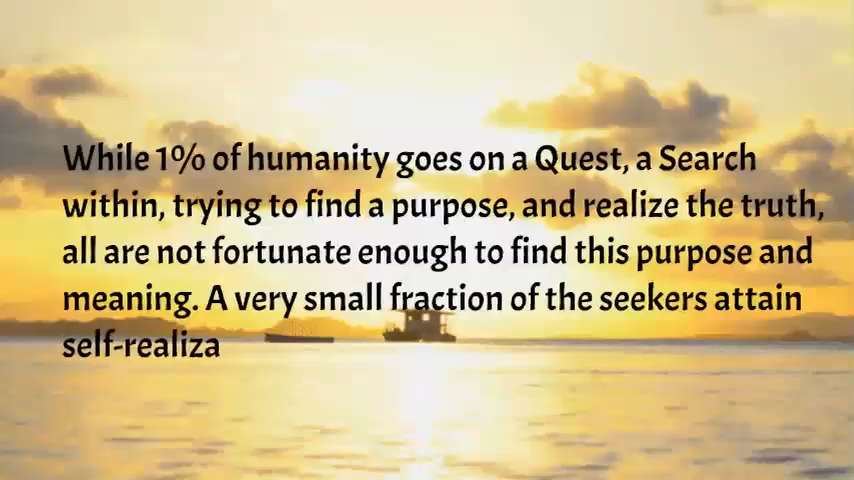 While 1% of humanity goes on a Quest, a Search
within, trying to find a purpose, and realize the truth,
all are not fortunate enough to find this purpose and
meaning. A very small fraction of the seekers attain
self-realiza